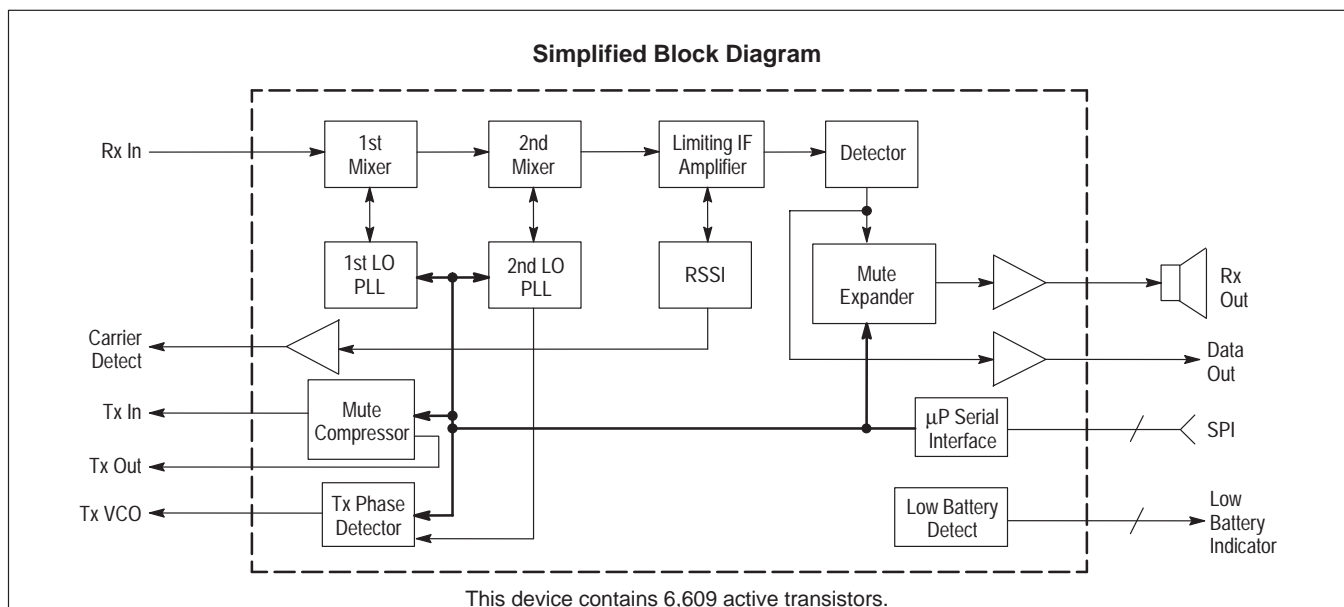 Simplified Block Diagram
Rx In
1st
Mixer
2nd
Mixer
Limiting IF
Amplifier
Detector
1st LO
PLL
2nd LO
PLL
RSSI
Mute
Expander
Rx
Out
Carrier
Detect
Data
Out
Tx In
Mute
Compressor
µP Serial
Interface
SPI
Tx Out
Tx VCO
Tx Phase
Detector
Low Battery
Detect
Low
Battery
Indicator
This device contains 6,609 active transistors.